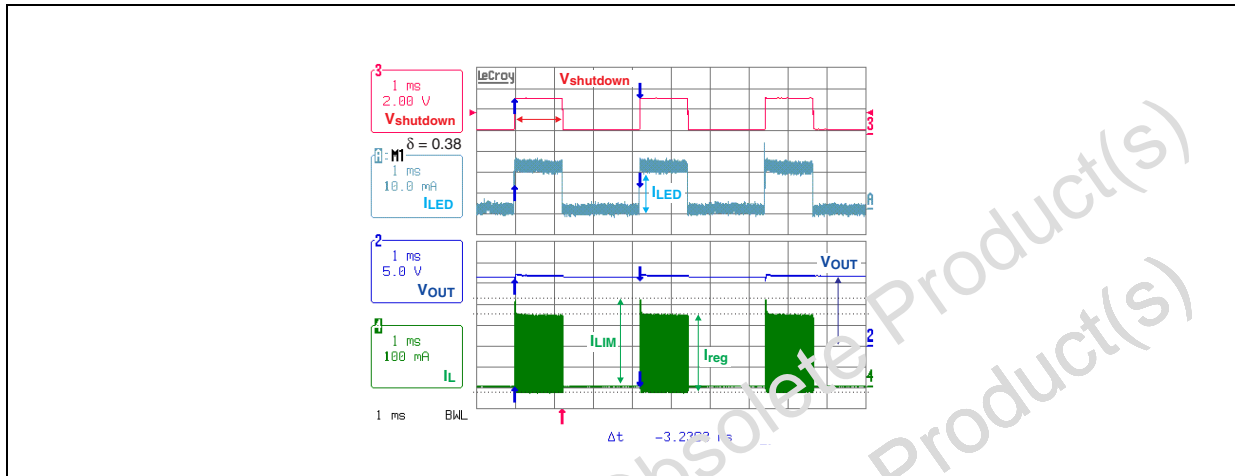 3
LeCroy
Vshutdown
1 ms
2.00 V
Vshutdown
3
δ = 0.38
A: M1
1 ms
10.0 mA
ILED
ILED
A
2
1 ms
5.0 V
VOUT
VOUT
2
1 ms
100 mA
IL
ILIM
Ireg
4
1 ms BWL
Δt
Obsolete Product(s)
Product(s)